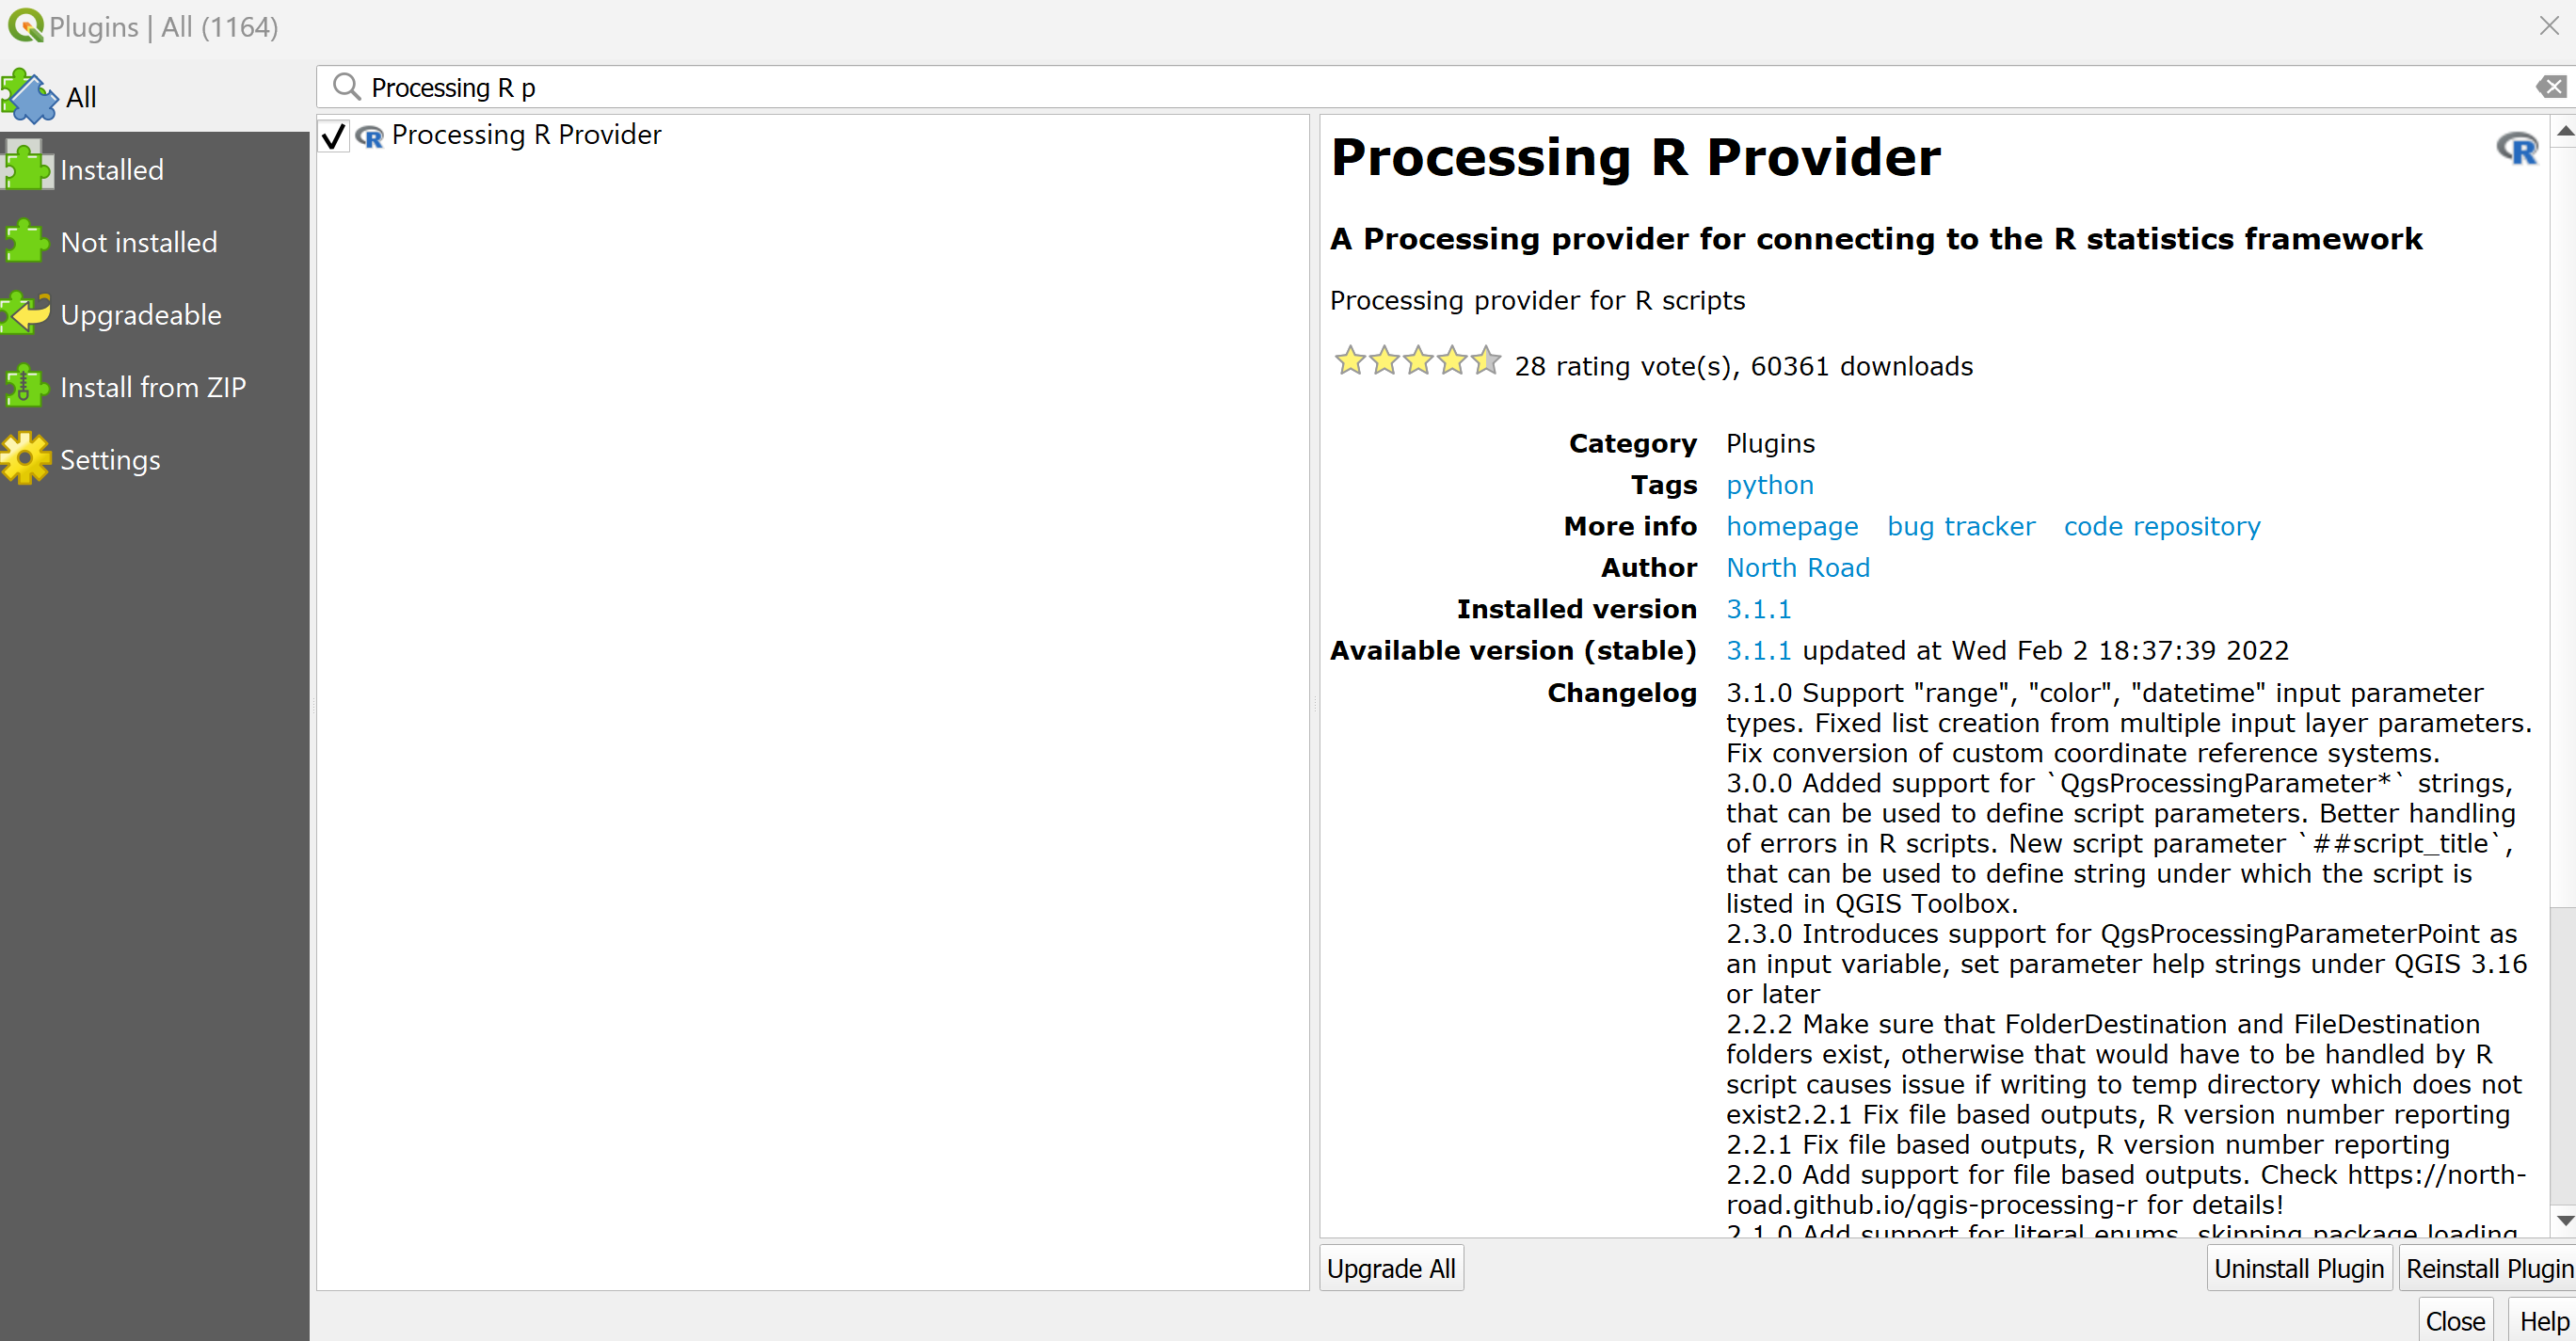 Plugins | All (1164)
All
Installed
Not installed
Upgradeable
Install from ZIP
Settings
Processing R p
Processing R Provider
Processing R Provider
R
A Processing provider for connecting to the R statistics framework
Processing provider for R scripts
28 rating vote(s), 60361 downloads
Category Plugins
Tags python
More info homepage bug tracker code repository
Author North Road
Installed version 3.1.1
Available version (stable) 3.1.1 updated at Wed Feb 2 18:37:39 2022
Changelog 3.1.0 Support "range", "color", "datetime" input parameter
types. Fixed list creation from multiple input layer parameters.
Fix conversion of custom coordinate reference systems.
3.0.0 Added support for `QgsProcessingParameter*` strings,
that can be used to define script parameters. Better handling
of errors in R scripts. New script parameter `##script_title`,
that can be used to define string under which the script is
listed in QGIS Toolbox.
2.3.0 Introduces support for QgsProcessingParameterPoint as
an input variable, set parameter help strings under QGIS 3.16
or later
2.2.2 Make sure that FolderDestination and FileDestination
folders exist, otherwise that would have to be handled by R
script causes issue if writing to temp directory which does not
exist2.2.1 Fix file based outputs, R version number reporting
2.2.1 Fix file based outputs, R version number reporting
2.2.0 Add support for file based outputs. Check https://north-
road.github.io/qgis-processing-r for details!
2.1.0 Add support for literal enums, skipping package loading
Upgrade All
Uninstall Plugin
Reinstall Plugin
Close
Help